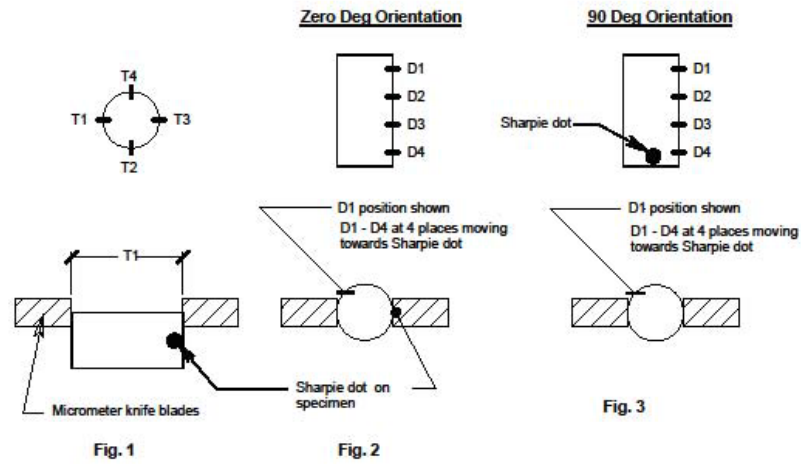 Zero Deg Orientation
90 Deg Orientation
T4
T1
T3
T2
D1
D2
D3
D4
Sharpie dot
D1
D2
D3
D4
T1
D1 position shown
D1 - D4 at 4 places moving
towards Sharpie dot
D1 position shown
D1 - D4 at 4 places moving
towards Sharpie dot
Micrometer knife blades
Sharpie dot on
specimen
Fig. 1
Fig. 2
Fig. 3